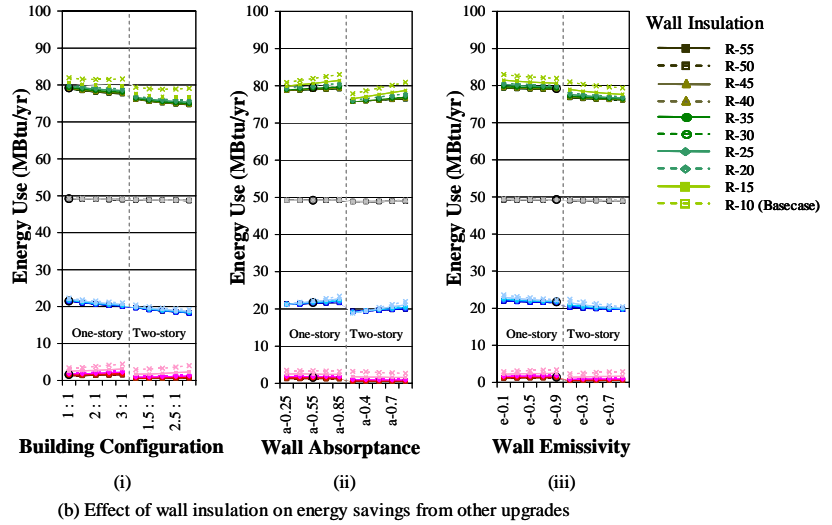 Energy Use (MBtu/yr)
100
90
80
70
60
50
40
30
20
10
0
One-story
Two-story
1 : 1
2 : 1
3 : 1
1.5 : 1
2.5 : 1
Building Configuration
(i)
Energy Use (MBtu/yr)
100
90
80
70
60
50
40
30
20
10
0
One-story
Two-story
a-0.25
a-0.55
a-0.85
a-0.4
a-0.7
Wall Absorptance
(ii)
Energy Use (MBtu/yr)
100
90
80
70
60
50
40
30
20
10
0
One-story
Two-story
e-0.1
e-0.5
e-0.9
e-0.3
e-0.7
Wall Emissivity
(iii)
Wall Insulation
R-55
R-50
R-45
R-40
R-35
R-30
R-25
R-20
R-15
R-10 (Basecase)
(b) Effect of wall insulation on energy savings from other upgrades